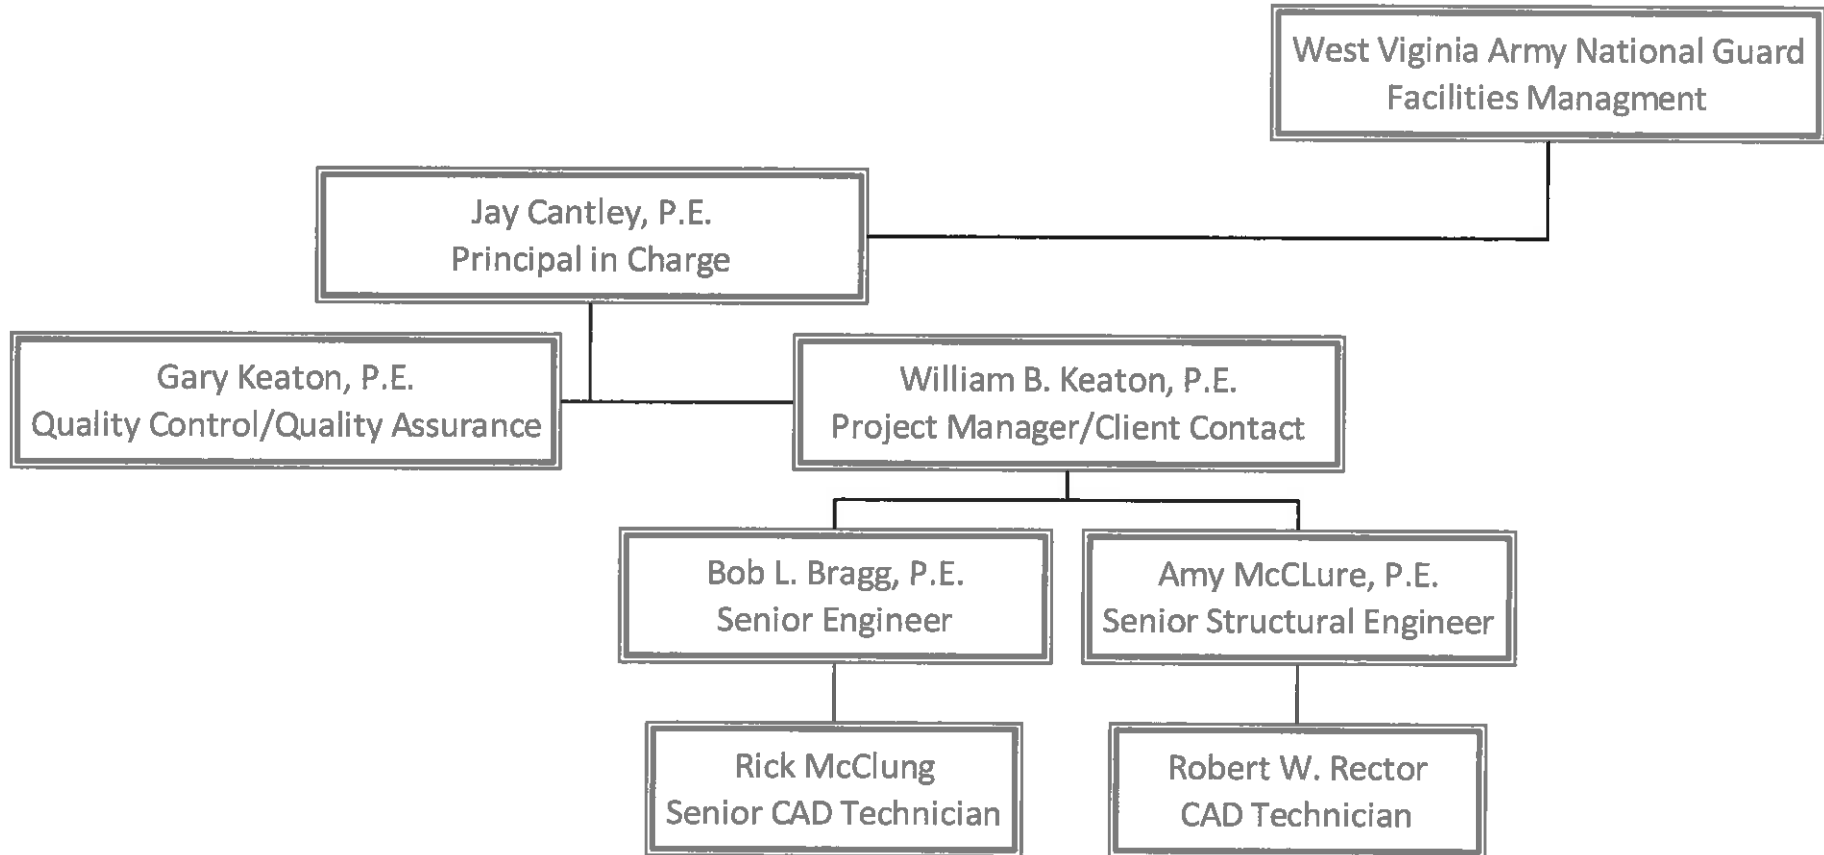 West Viginia Army National Guard
Facilities Managment
Jay Cantley, P.E.
Principal in Charge
Gary Keaton, P.E.
Quality Control/Quality Assurance
William B. Keaton, P.E.
Project Manager/Client Contact
Bob L. Bragg, P.E.
Senior Engineer
Amy McCLure, P.E.
Senior Structural Engineer
Rick McClung
Senior CAD Technician
Robert W. Rector
CAD Technician